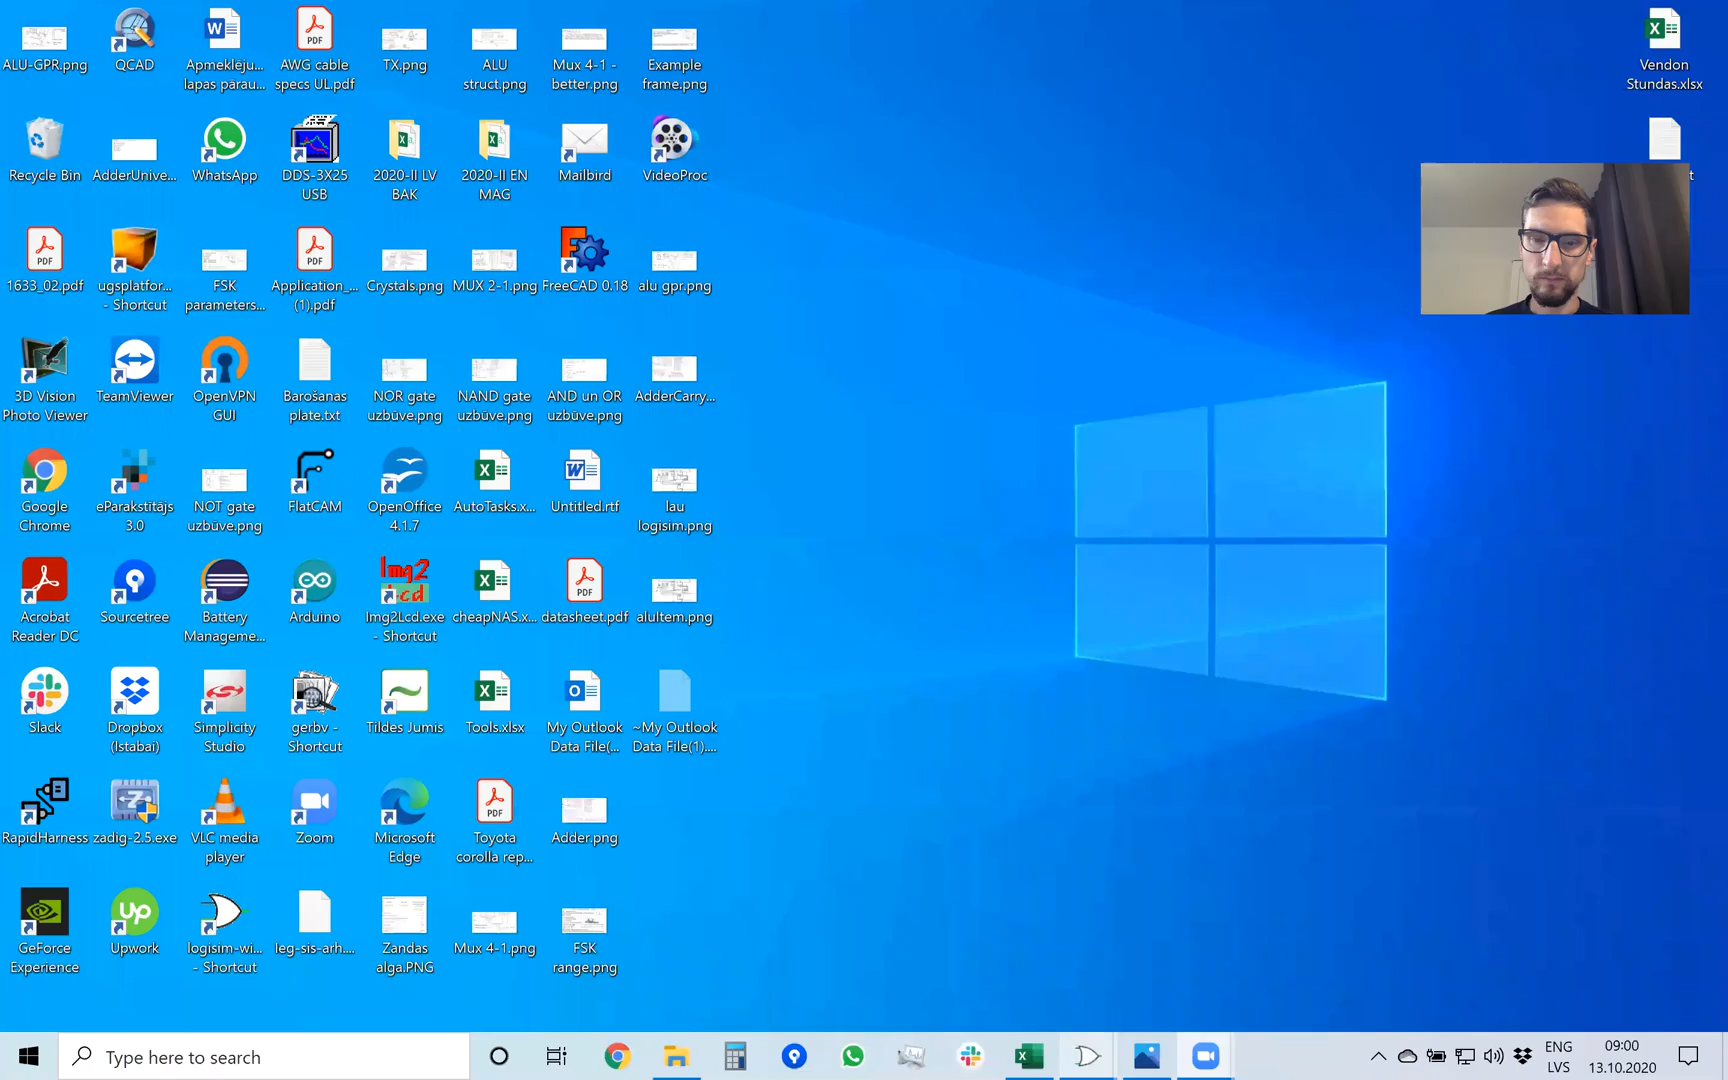 ALU-GPR.png
QCAD
Apmeklēju...
lapas parau...
PDF
AWG cable
specs UL.pdf
TX.png
ALU
struct.png
Mux 4-1 -
better.png
Example
frame.png
Vendon
Stundas.xlsx
Recycle Bin
AdderUnive...
WhatsApp
DDS-3X25
USB
2020-II LV
BAK
2020-II EN
MAG
Mailbird
VideoProc
t
PDF
1633_02.pdf
ugsplatfor...
- Shortcut
FSK
parameters...
PDF
Application_...
(1).pdf
Crystals.png
MUX 2-1.png
FreeCAD 0.18
alu gpr.png
3D Vision
Photo Viewer
TeamViewer
OpenVPN
GUI
Barošanas
plate.txt
NOR gate
uzbūve.png
NAND gate
uzbūve.png
AND un OR
uzbūve.png
AdderCarry...
Google
Chrome
eParakstītājs
3.0
NOT gate
uzbūve.png
FlatCAM
OpenOffice
4.1.7
AutoTasks.x...
Untitled.rtf
lau
logisim.png
Acrobat
Reader DC
Sourcetree
Battery
Manageme...
Arduino
Img2Lcd
Img2Lcd.exe
- Shortcut
cheapNAS.x...
PDF
datasheet.pdf
aluItem.png
Slack
Dropbox
(Istabai)
Simplicity
Studio
gerbv -
Shortcut
Tildes Jumis
Tools.xlsx
My Outlook
Data File(...
~My Outlook
Data File(1)....
RapidHarness
zadig-2.5.exe
VLC media
player
Zoom
Microsoft
Edge
PDF
Toyota
corolla rep...
Adder.png
GeForce
Experience
Up
Upwork
logisim-wi...
- Shortcut
leg-sis-arh....
Zandas
alga.PNG
Mux 4-1.png
FSK
range.png
Type here to search
ENG
LVS
09:00
13.10.2020